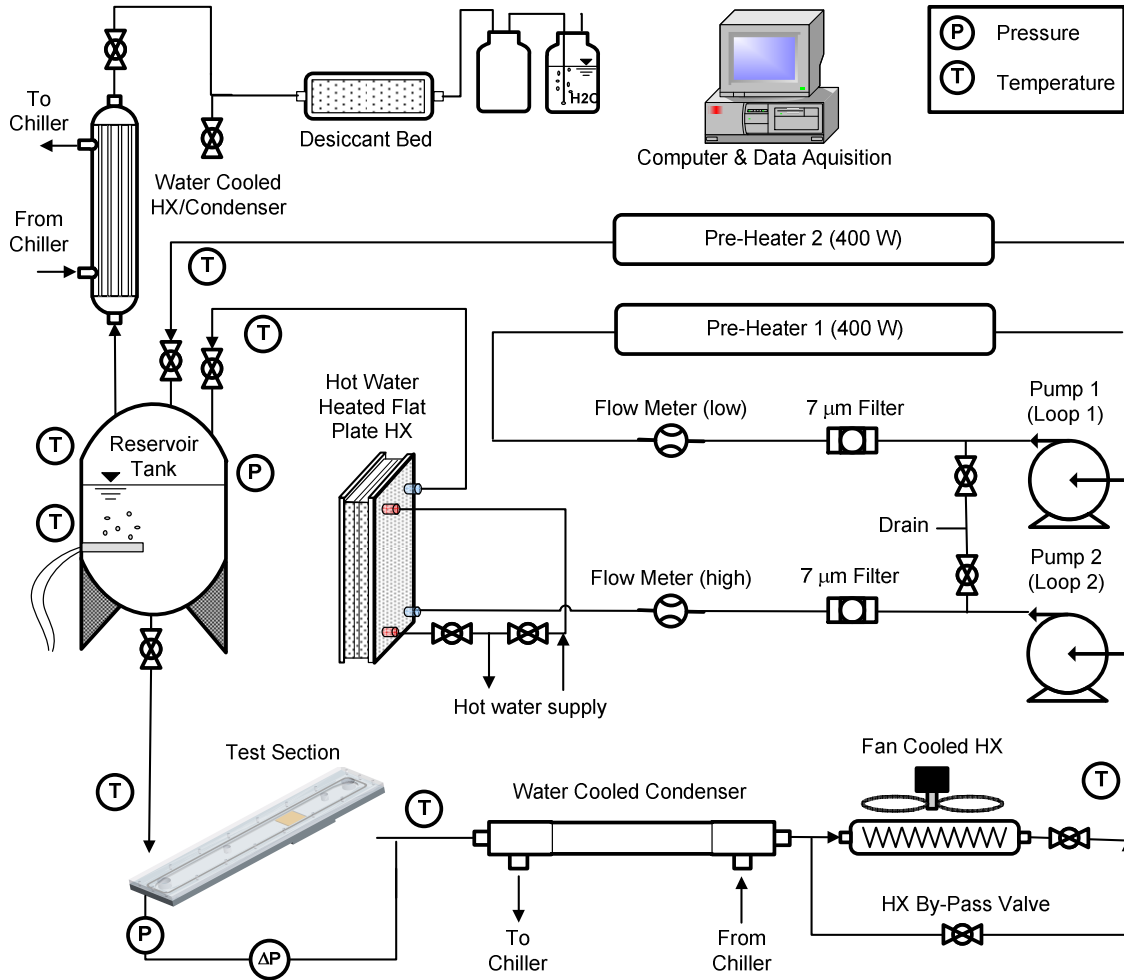 P Pressure
T Temperature
To
Chiller
From
Chiller
Desiccant Bed
H2O
Computer & Data Aquisition
Water Cooled
HX/Condenser
Pre-Heater 2 (400 W)
T
Pre-Heater 1 (400 W)
T
Hot Water
Heated Flat
Plate HX
Flow Meter (low)
7 μm Filter
Pump 1
(Loop 1)
Reservoir
Tank
T
P
T
Drain
Flow Meter (high)
7 μm Filter
Pump 2
(Loop 2)
Hot water supply
Test Section
T
T
Water Cooled Condenser
Fan Cooled HX
T
P
ΔP
To
Chiller
From
Chiller
HX By-Pass Valve